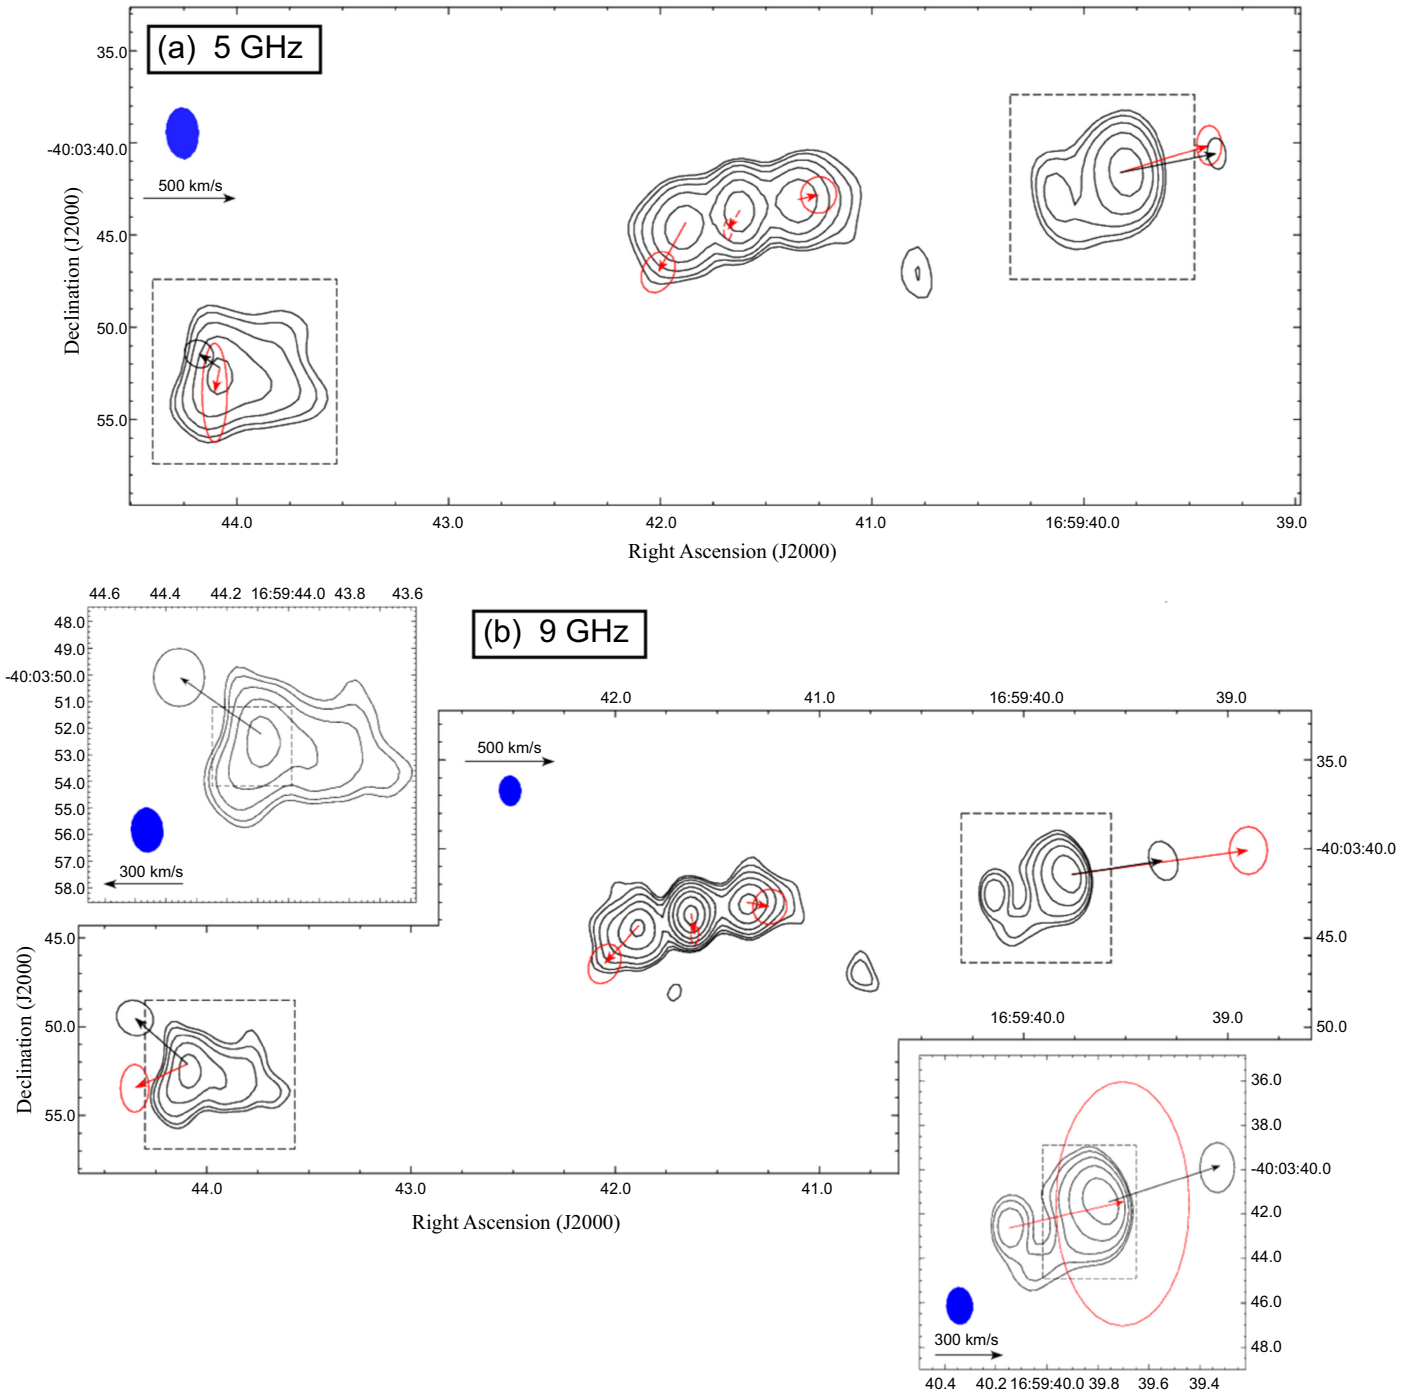 (a) 5 GHz
35.0
-40:03:40.0
500 km/s
45.0
50.0
55.0
Declination (J2000)
44.0 43.0 42.0 41.0 16:59:40.0 39.0
Right Ascension (J2000)
44.6 44.4 44.2 16:59:44.0 43.8 43.6
(b) 9 GHz
48.0
49.0
-40:03:50.0
51.0
52.0
53.0
54.0
55.0
56.0
57.0
58.0
300 km/s
42.0 41.0 16:59:40.0 39.0
500 km/s
35.0
-40:03:40.0
45.0
50.0
16:59:40.0 39.0
45.0
50.0
55.0
Declination (J2000)
44.0 43.0 42.0 41.0
Right Ascension (J2000)
36.0
38.0
-40:03:40.0
42.0
44.0
46.0
48.0
300 km/s
40.4 40.2 16:59:40.0 39.8 39.6 39.4